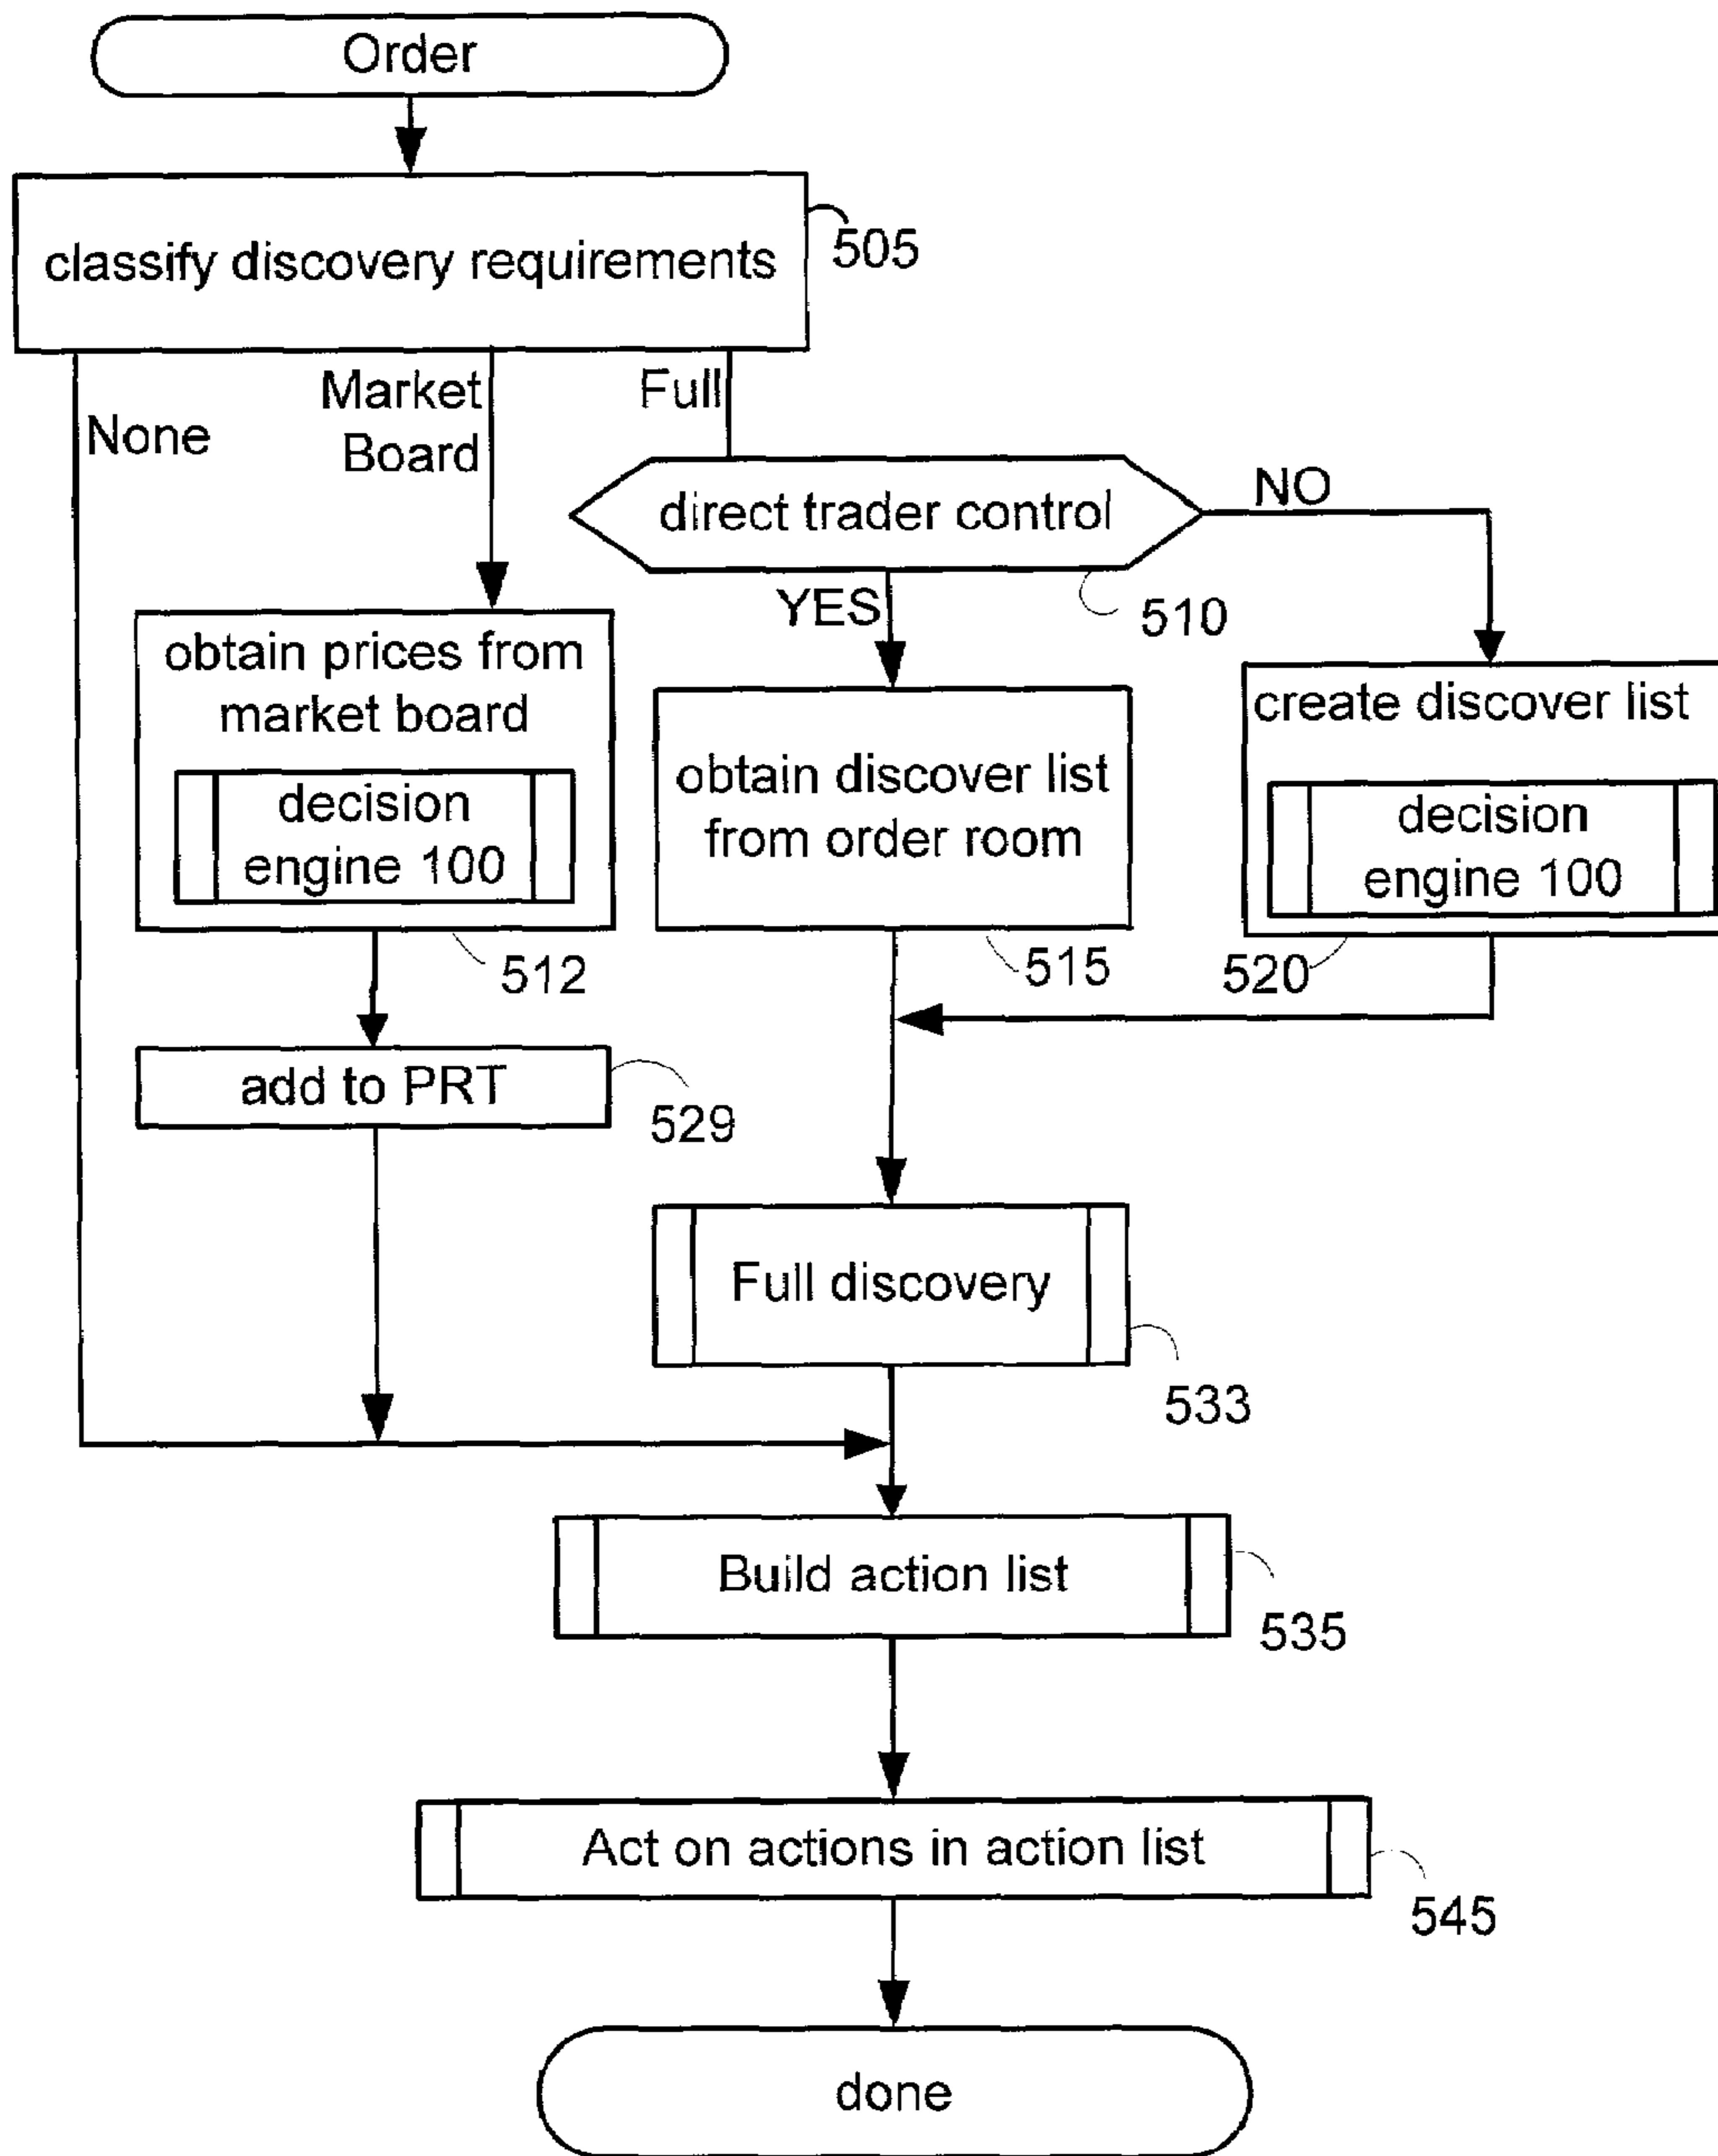 Order
classify discovery requirements
505
None
Market
Board
Full
direct trader control
NO
YES
510
obtain prices from
market board
decision
engine 100
512
obtain discover list
from order room
515
create discover list
decision
engine 100
520
add to PRT
529
Full discovery
533
Build action list
535
Act on actions in action list
545
done